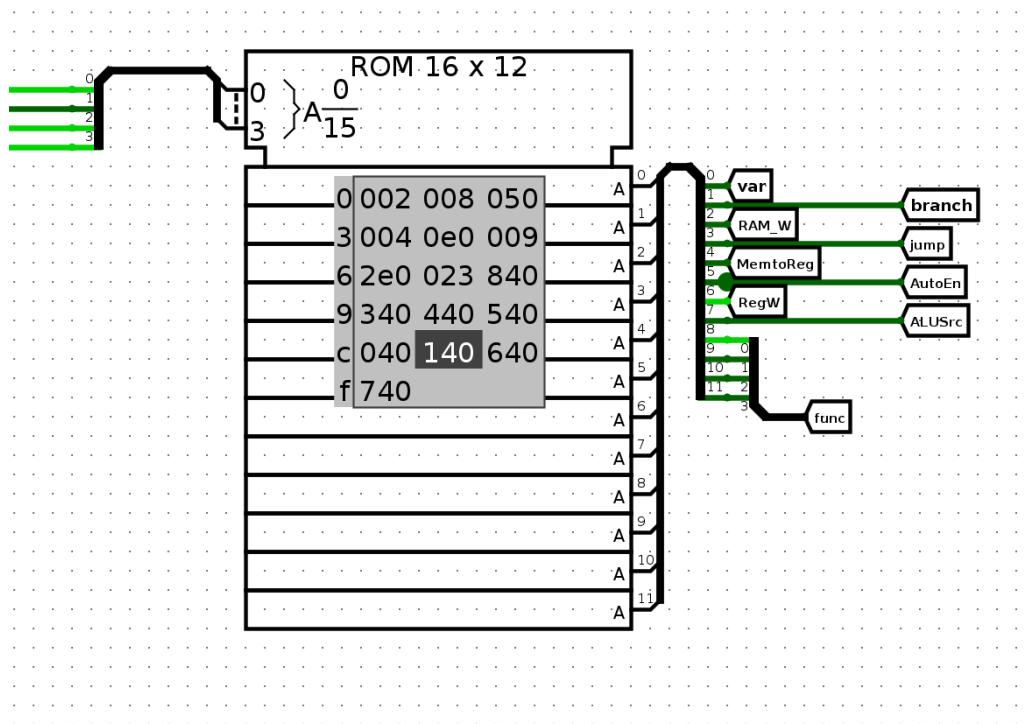 ROM 16 x 12
0
3
A
0
15
0
1
2
3
0 002 008 050
3 004 0e0 009
6 2e0 023 840
9 340 440 540
c 040 140 640
f 740
A 0
A 1
A 2
A 3
A 4
A 5
A 6
A 7
A 8
A 9
A 10
A 11
0 var
1 branch
2 RAM_W
3 jump
4 MemtoReg
5 AutoEn
6 RegW
7 ALUSrc
8
9 0
10 1
11 2
3
func